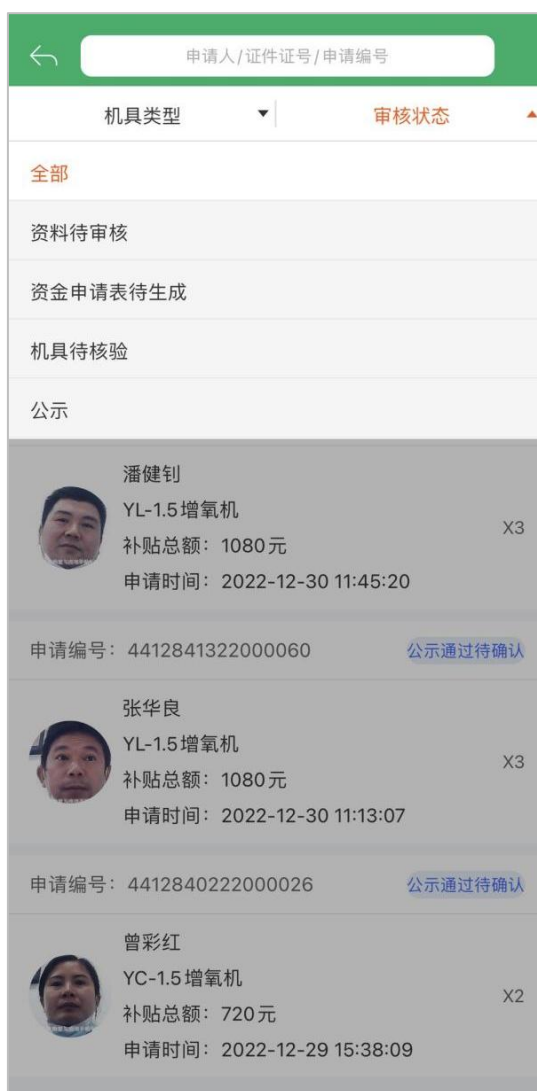 申请人/证件证号/申请编号
机具类型 审核状态
全部
资料待审核
资金申请表待生成
机具待核验
公示
潘健钊
YL-1.5增氧机
X3
补贴总额：1080元
申请时间：2022-12-30 11:45:20
申请编号：4412841322000060 公示通过待确认
张华良
YL-1.5增氧机
X3
补贴总额：1080元
申请时间：2022-12-30 11:13:07
申请编号：4412840222000026 公示通过待确认
曾彩红
YC-1.5增氧机
X2
补贴总额：720元
申请时间：2022-12-29 15:38:09